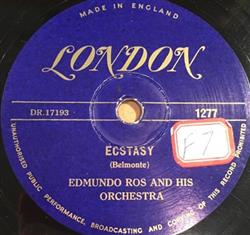 MADE IN ENGLAND
LONDON
DR.17193
1277
ECSTASY
(Belmonte)
F7
EDMUNDO ROS AND HIS
ORCHESTRA
UNAUTHORISED PUBLIC PERFORMANCE, BROADCASTING AND COPYING OF THIS RECORD PROHIBITED